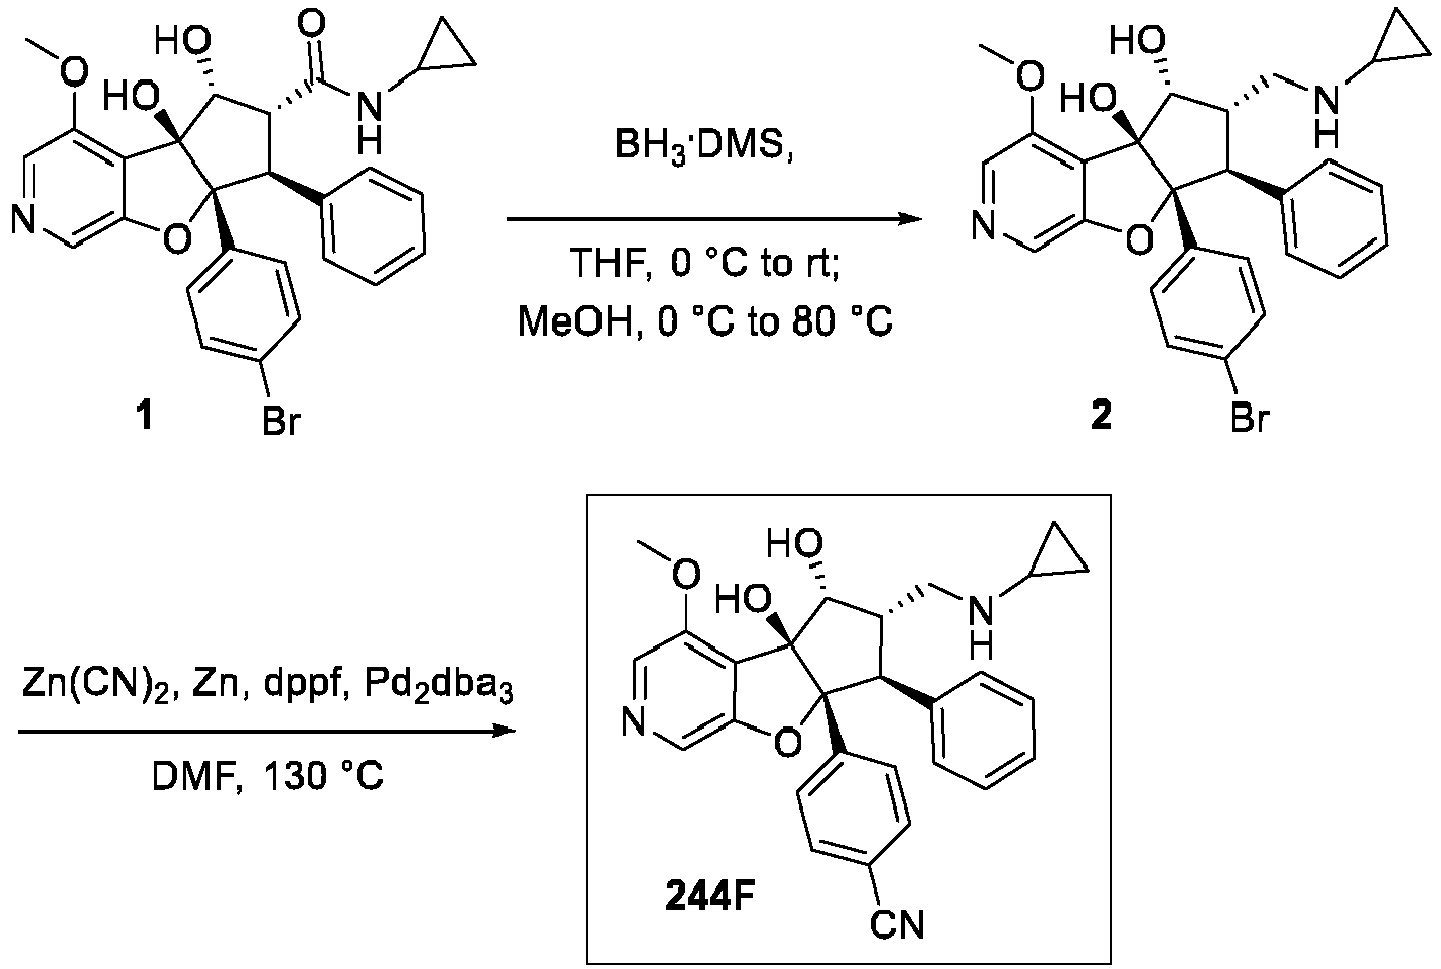 O
HO
O
HO
N
H
N
O
Br
1
BH3·DMS,
THF, 0 °C to rt;
MeOH, 0 °C to 80 °C
HO
O
HO
N
H
N
O
Br
2
Zn(CN)2, Zn, dppf, Pd2dba3
DMF, 130 °C
HO
O
HO
N
H
N
O
CN
244F